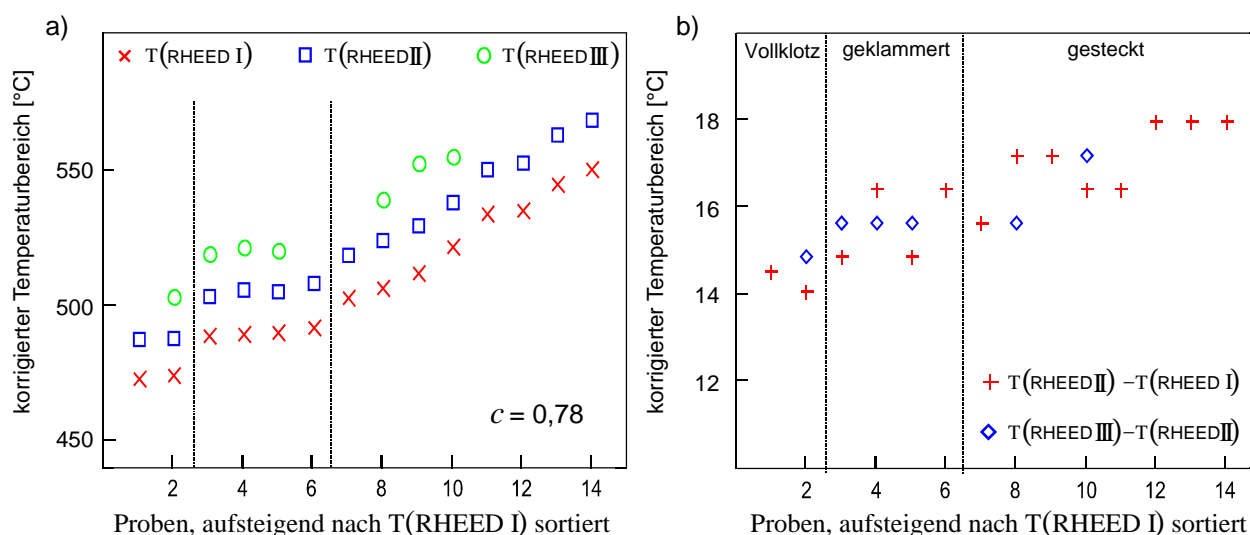 a)
T(RHEED I) T(RHEED II) T(RHEED III)
korrigierter Temperaturbereich [°C]
550
500
450
c = 0,78
2 4 6 8 10 12 14
Proben, aufsteigend nach T(RHEED I) sortiert
b)
Vollklotz geklammert gesteckt
korrigierter Temperaturbereich [°C]
18
16
14
12
T(RHEED II) –T(RHEED I)
T(RHEED III)–T(RHEED II)
2 4 6 8 10 12 14
Proben, aufsteigend nach T(RHEED I) sortiert